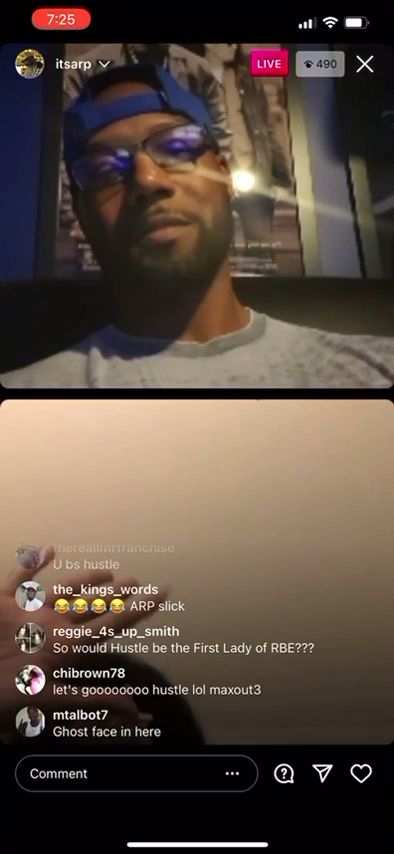 7:25
itsarp
LIVE
490
thereallmrfranchise
U bs hustle
the_kings_words
😂😂😂😂 ARP slick
reggie_4s_up_smith
So would Hustle be the First Lady of RBE???
chibrown78
let's goooooooo hustle lol maxout3
mtalbot7
Ghost face in here
Comment